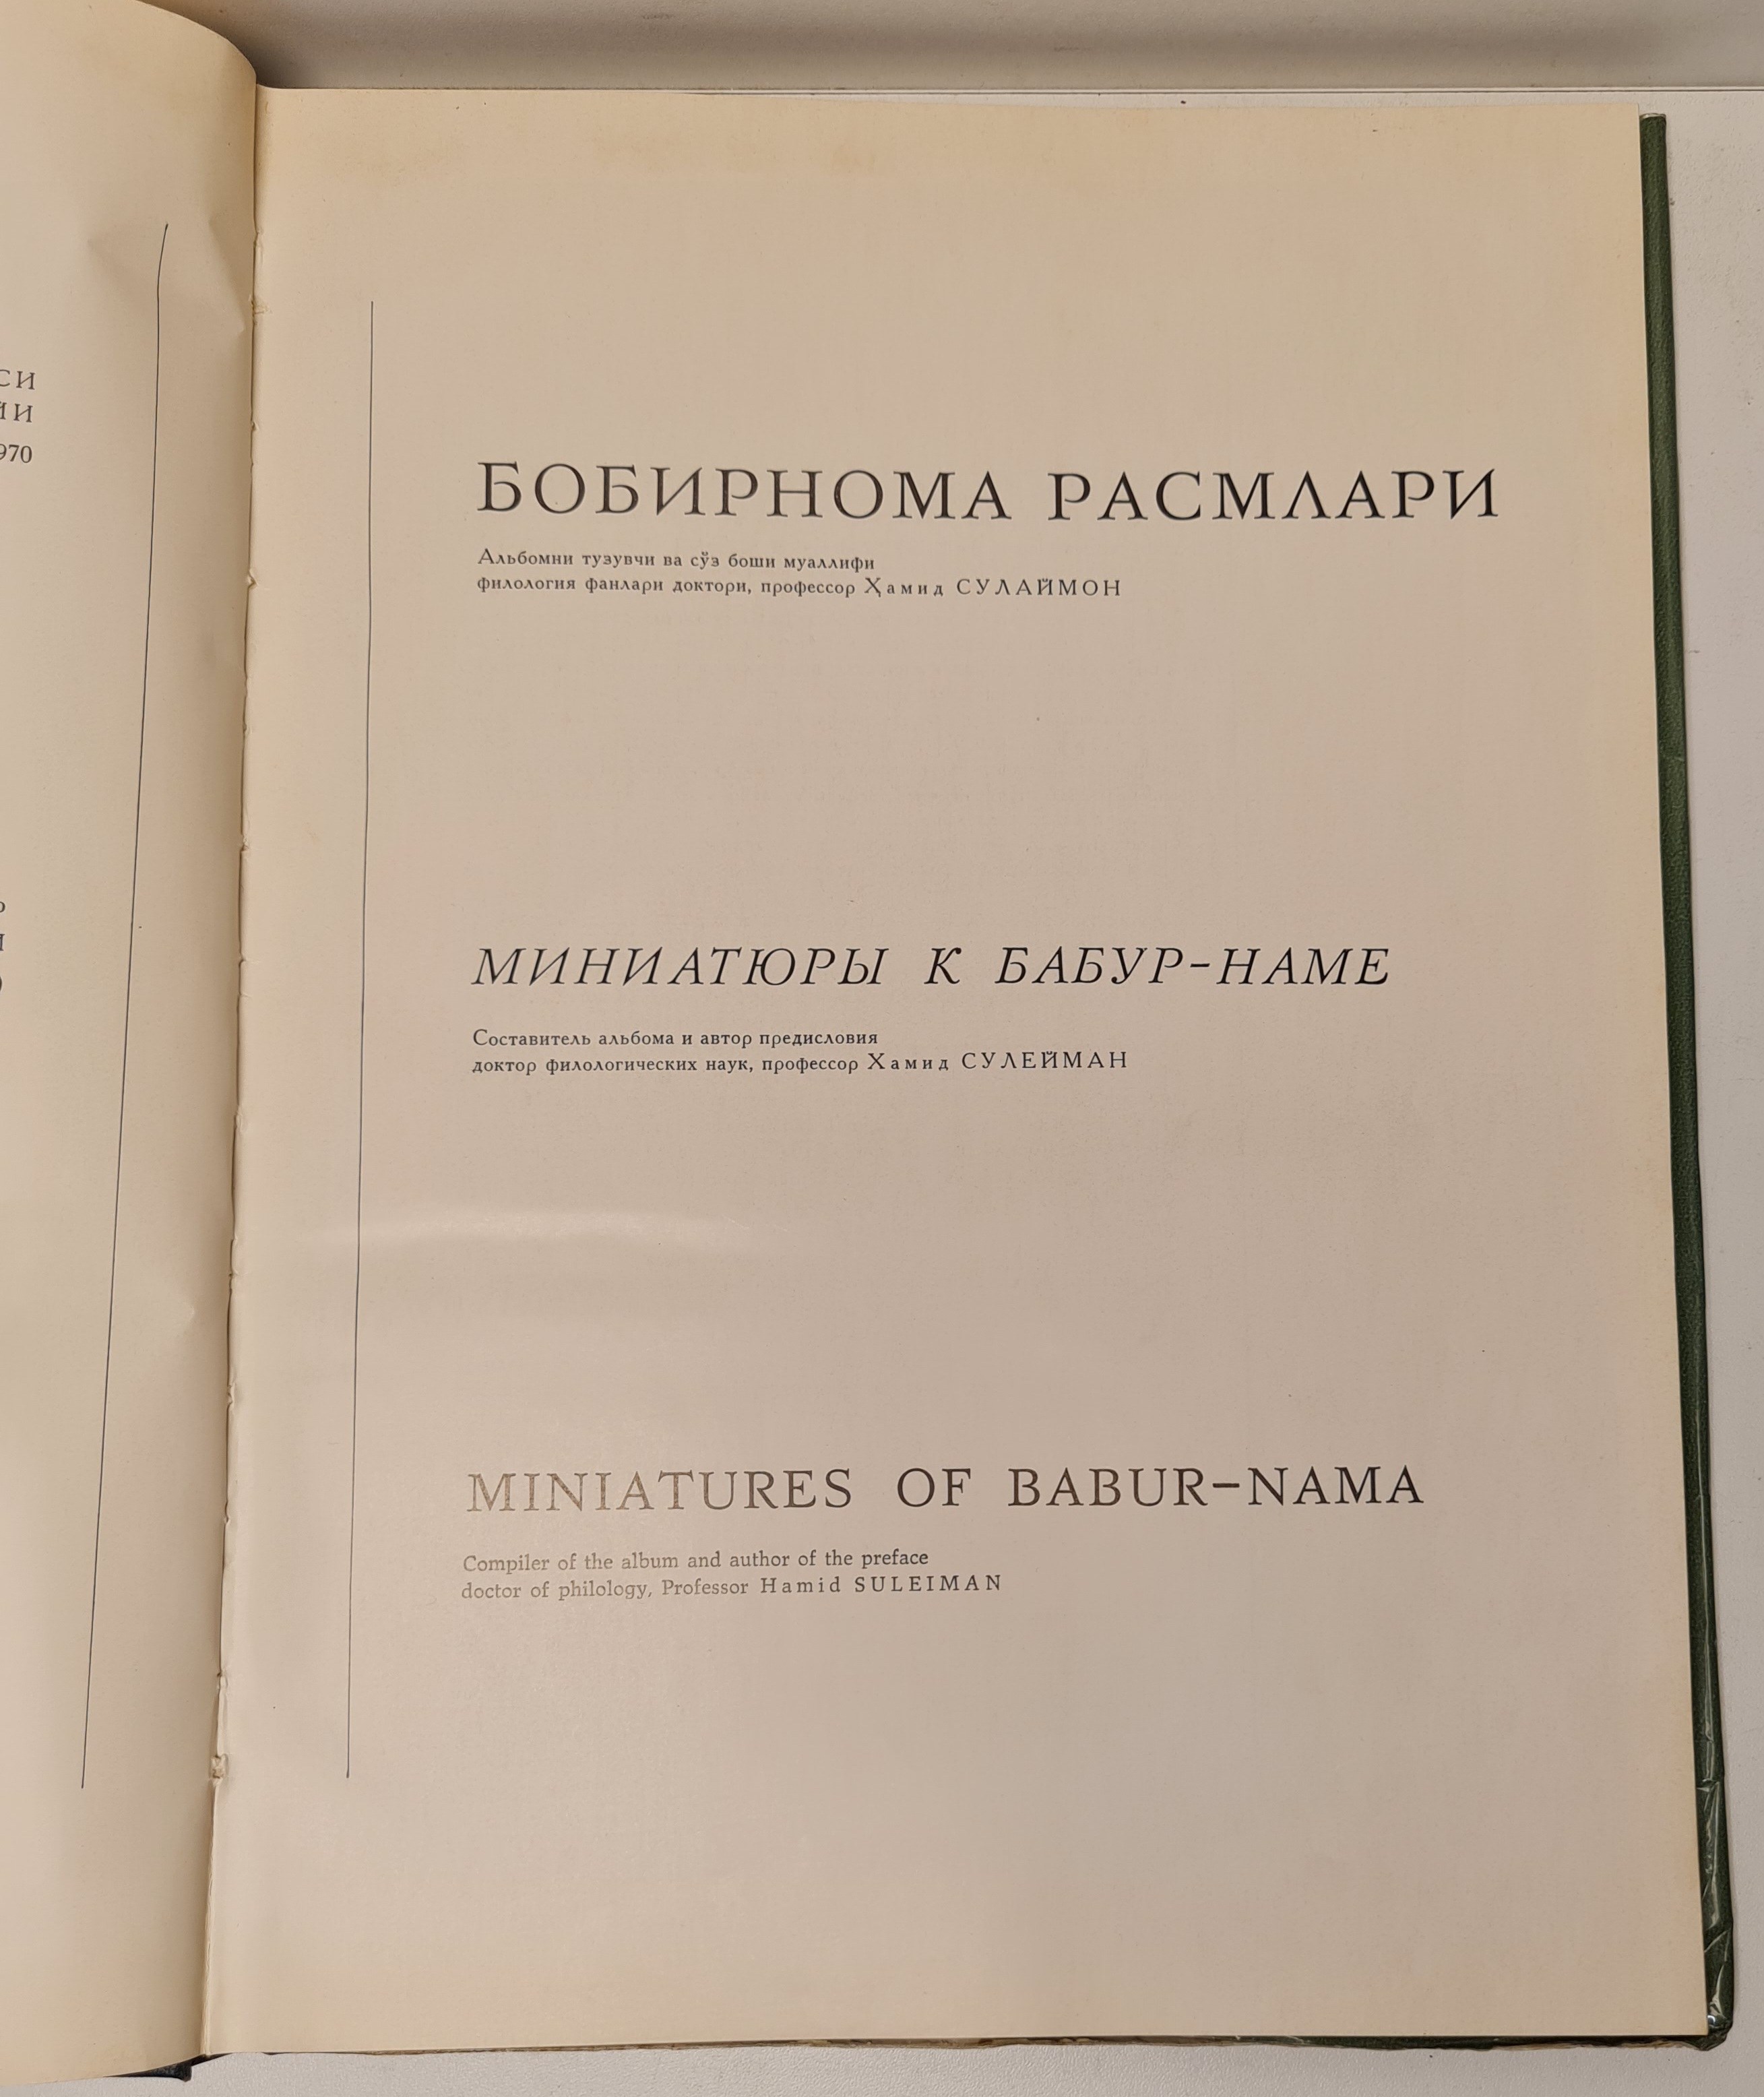 970
БОБИРНОМА РАСМЛАРИ
Альбомни тузувчи ва сўз боши муаллифи
филология фанлари доктори, профессор Ҳамид СУЛАЙМОН
МИНИАТЮРЫ К БАБУР-НАМЕ
Составитель альбома и автор предисловия
доктор филологических наук, профессор Хамид СУЛЕЙМАН
MINIATURES OF BABUR-NAMA
Compiler of the album and author of the preface
doctor of philology, Professor Hamid SULEIMAN